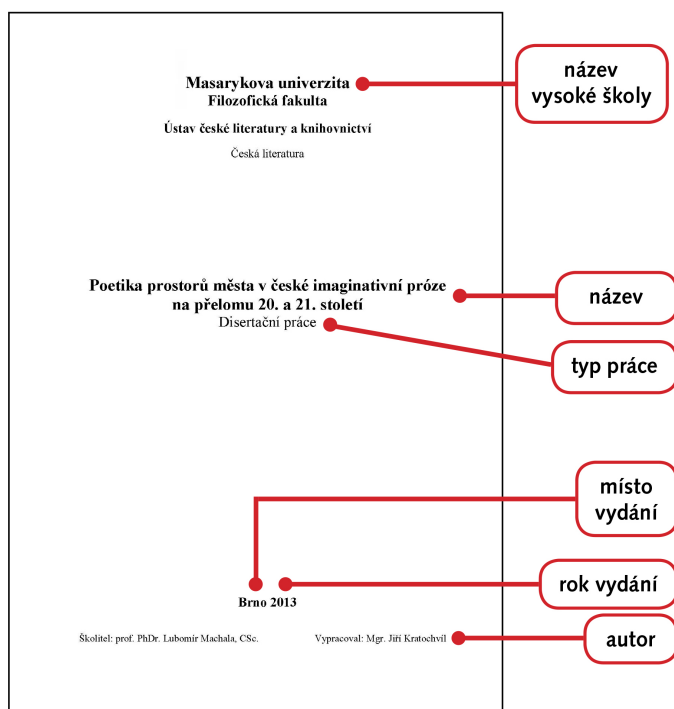 Masarykova univerzita
Filozofická fakulta
Ústav české literatury a knihovnictví
Česká literatura
název
vysoké školy
Poetika prostorů města v české imaginativní próze
na přelomu 20. a 21. století
Disertační práce
název
typ práce
místo
vydání
rok vydání
Brno 2013
Školitel: prof. PhDr. Lubomír Machala, CSc. Vypracoval: Mgr. Jiří Kratochvíl
autor